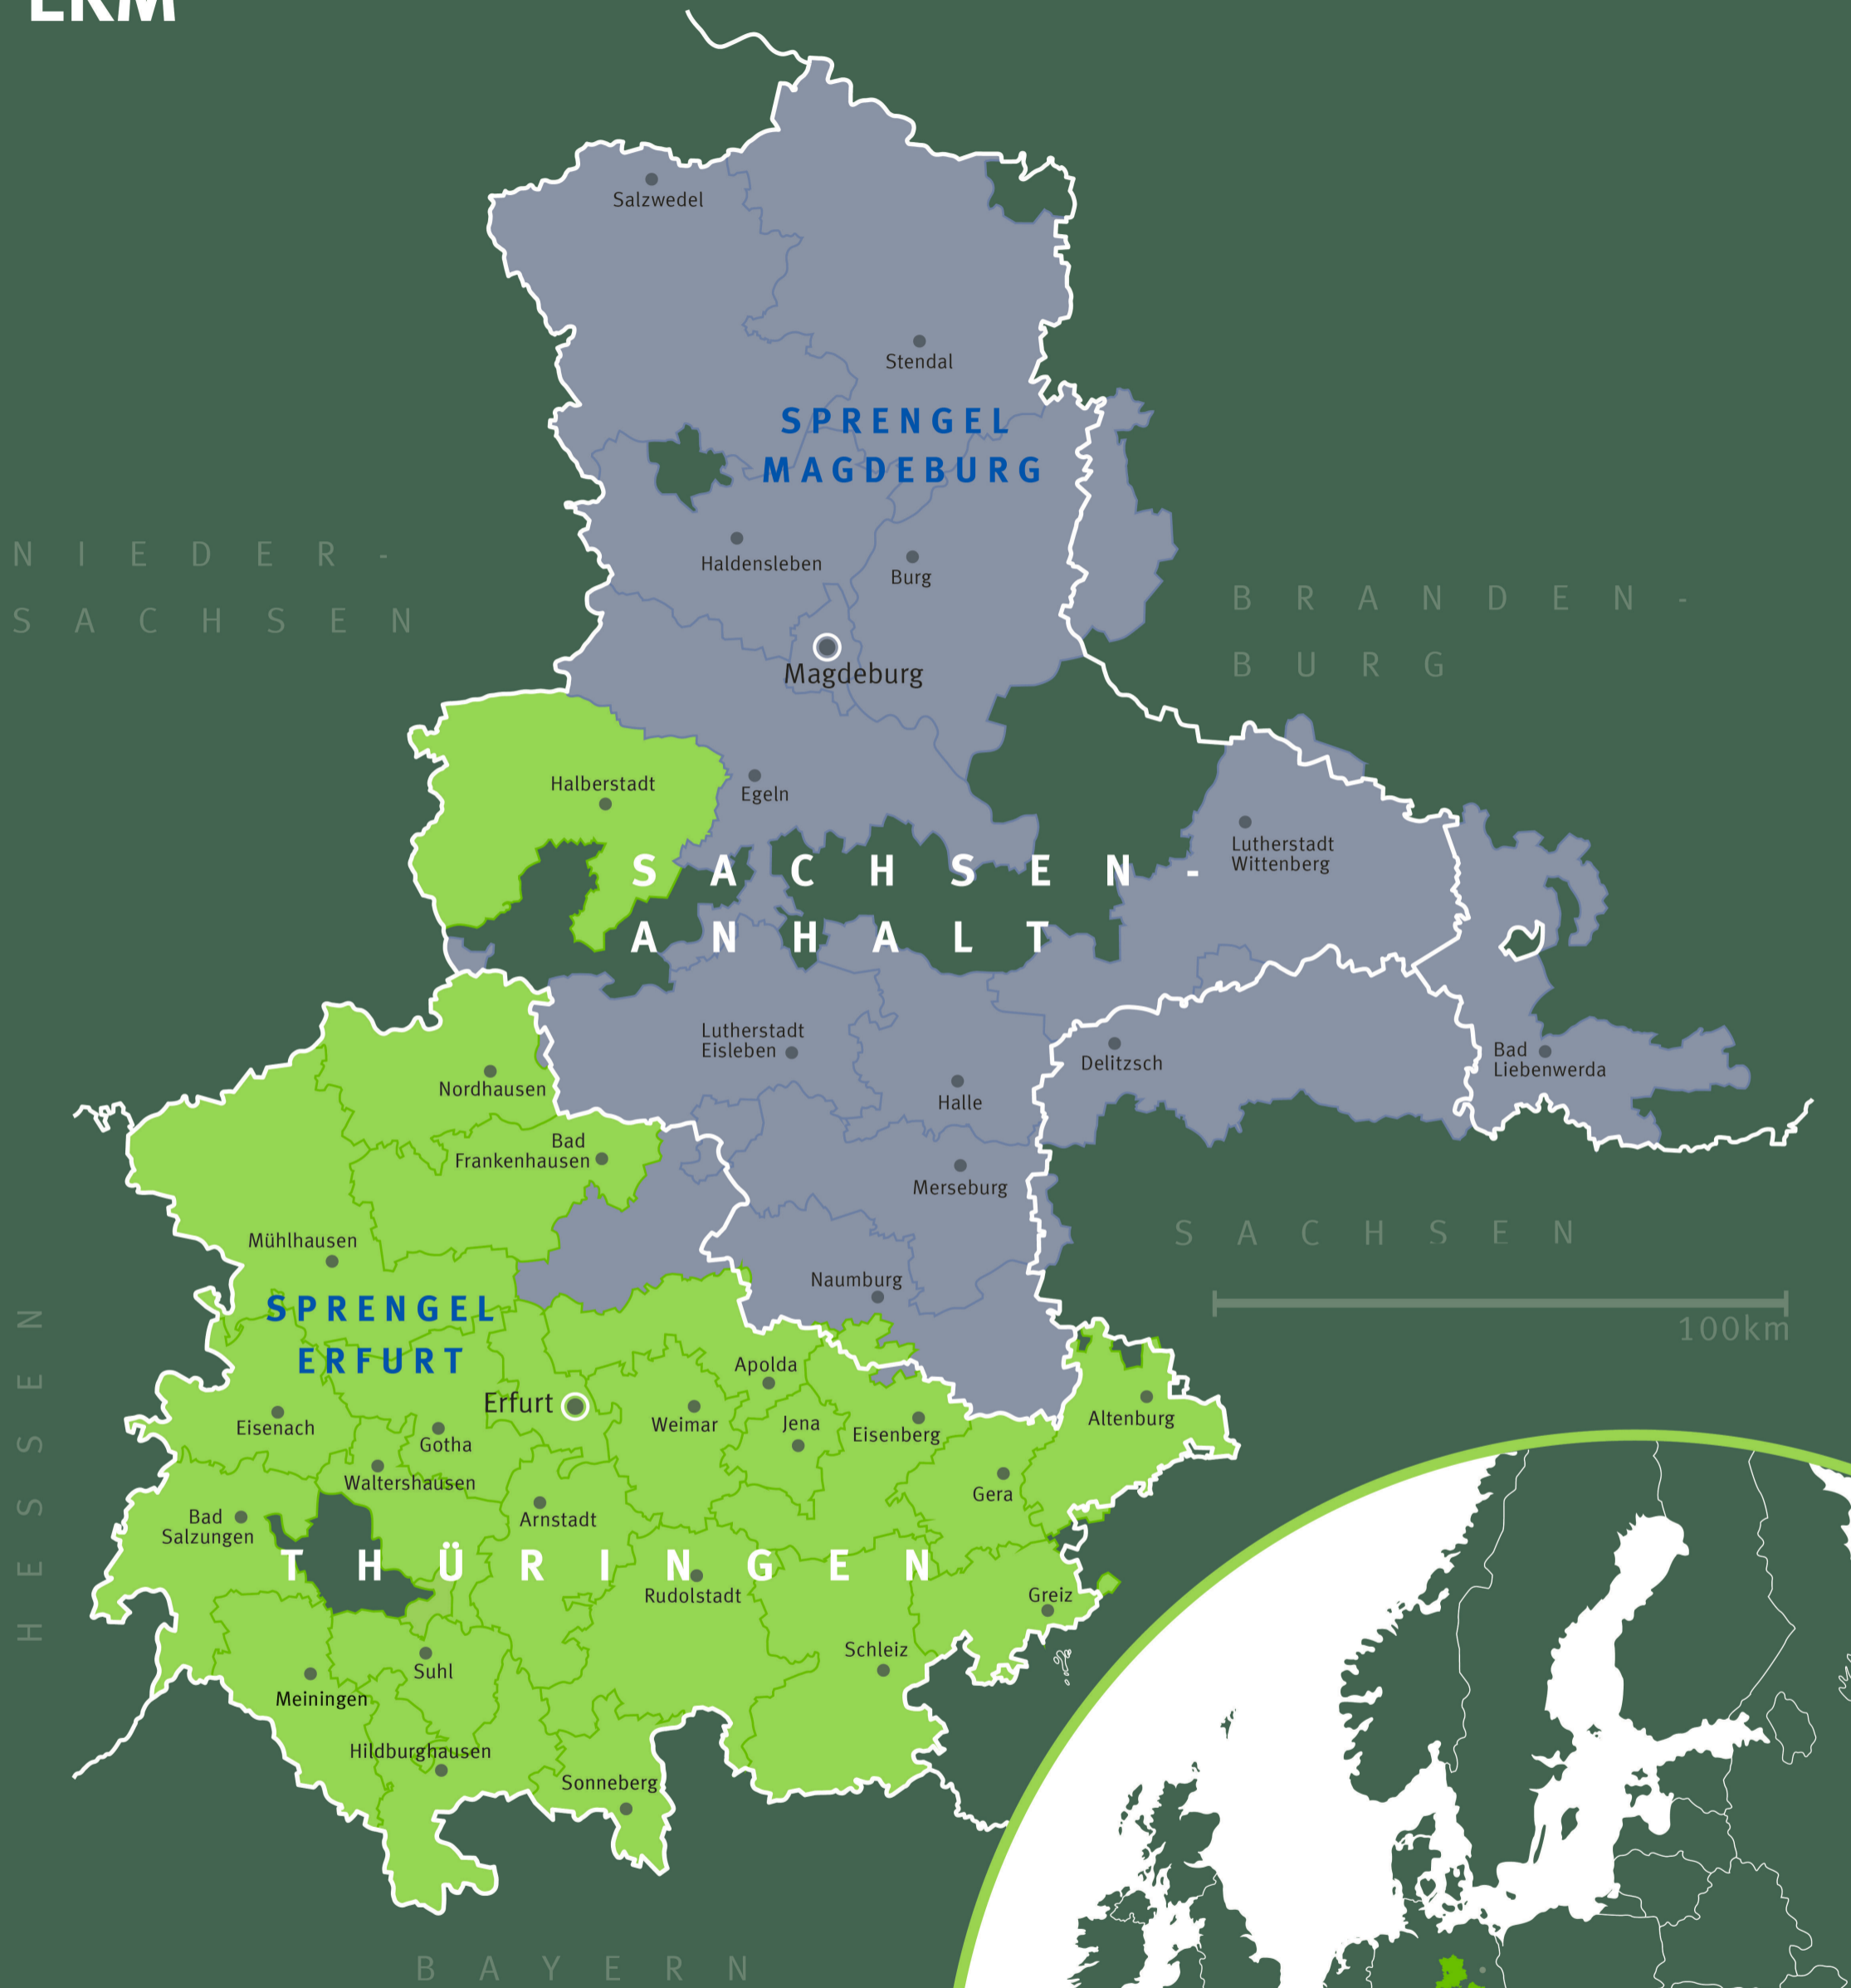 EKM
Salzwedel
Stendal
SPRENGEL
MAGDEBURG
NIEDER-
SACHSEN
Haldensleben
Burg
BRANDEN-
BURG
Magdeburg
Halberstadt
Egeln
Lutherstadt
Wittenberg
SACHSEN-
ANHALT
Lutherstadt
Eisleben
Delitzsch
Bad
Liebenwerda
Nordhausen
Halle
Bad
Frankenhausen
Merseburg
SACHSEN
Mühlhausen
Naumburg
SPRENGEL
ERFURT
100km
HESSEN
Apolda
Erfurt
Eisenach
Gotha
Weimar
Jena
Eisenberg
Altenburg
Waltershausen
Gera
Bad
Salzungen
Arnstadt
THÜRINGEN
Rudolstadt
Greiz
Schleiz
Suhl
Meiningen
Hildburghausen
Sonneberg
BAYERN